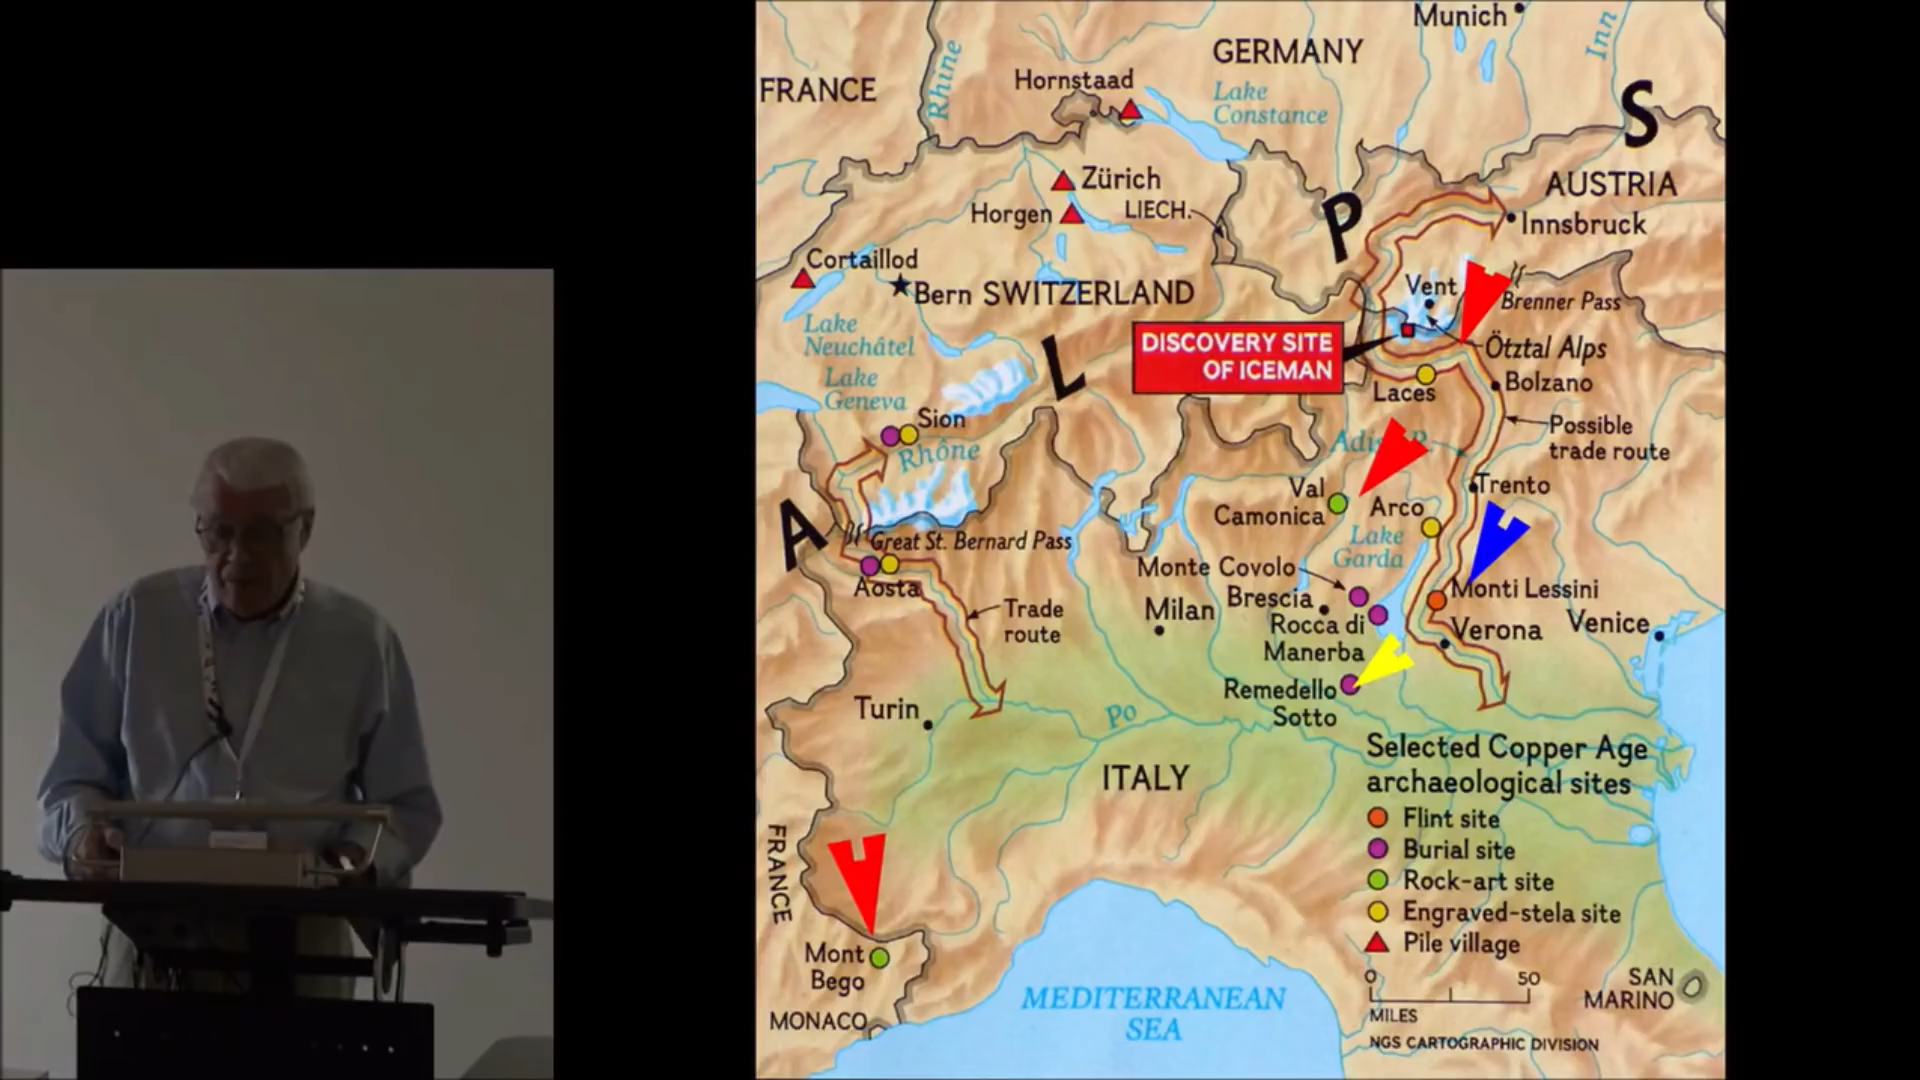 Munich
Inn
GERMANY
Rhine
FRANCE
Hornstaad
Lake
Constance
S
Zürich
AUSTRIA
Horgen
LIECH.
P
Innsbruck
Cortaillod
Vent
Bern
SWITZERLAND
Brenner Pass
Lake
Neuchâtel
DISCOVERY SITE
OF ICEMAN
Ötztal Alps
L
Lake
Geneva
Laces
Bolzano
Sion
Rhône
Possible
trade route
Val
Camonica
Trento
Arco
A
Great St. Bernard Pass
Lake
Garda
Monte Covolo
Aosta
Monti Lessini
Brescia
Milan
Trade
route
Rocca di
Manerba
Verona
Venice
Remedello
Sotto
Turin
Po
ITALY
Selected Copper Age
archaeological sites
Flint site
Burial site
Rock-art site
Engraved-stela site
Pile village
FRANCE
Mont
Bego
MONACO
MEDITERRANEAN
SEA
0 50
MILES
SAN
MARINO
NGS CARTOGRAPHIC DIVISION